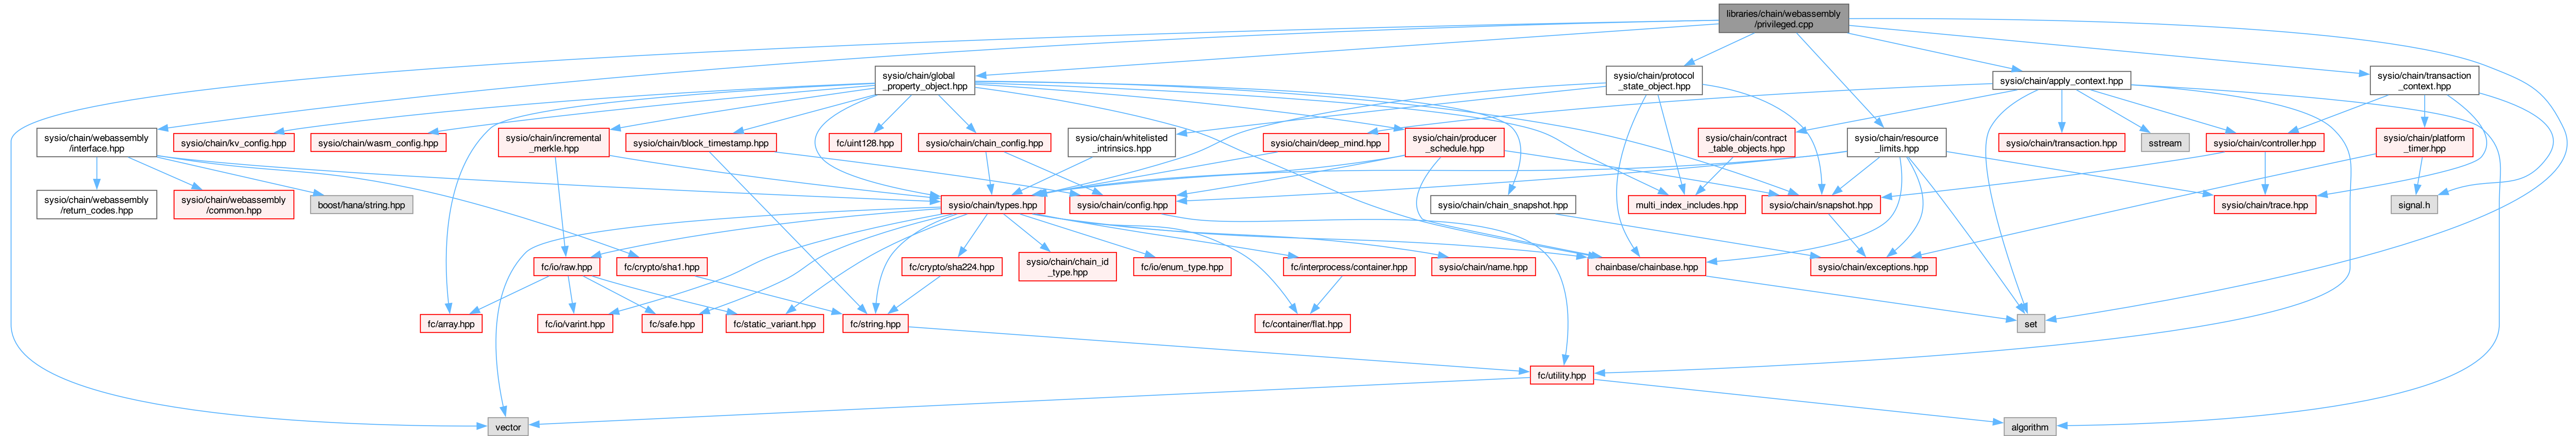 libraries/chain/webassembly
/privileged.cpp
sysio/chain/global
_property_object.hpp
sysio/chain/protocol
_state_object.hpp
sysio/chain/apply_context.hpp
sysio/chain/transaction
_context.hpp
sysio/chain/webassembly
/interface.hpp
sysio/chain/kv_config.hpp
sysio/chain/wasm_config.hpp
sysio/chain/incremental
_merkle.hpp
sysio/chain/block_timestamp.hpp
fc/uint128.hpp
sysio/chain/chain_config.hpp
sysio/chain/whitelisted
_intrinsics.hpp
sysio/chain/deep_mind.hpp
sysio/chain/producer
_schedule.hpp
sysio/chain/contract
_table_objects.hpp
sysio/chain/resource
_limits.hpp
sysio/chain/transaction.hpp
sstream
sysio/chain/controller.hpp
sysio/chain/platform
_timer.hpp
sysio/chain/webassembly
/return_codes.hpp
sysio/chain/webassembly
/common.hpp
boost/hana/string.hpp
sysio/chain/types.hpp
sysio/chain/config.hpp
sysio/chain/chain_snapshot.hpp
multi_index_includes.hpp
sysio/chain/snapshot.hpp
sysio/chain/trace.hpp
signal.h
fc/io/raw.hpp
fc/crypto/sha1.hpp
fc/crypto/sha224.hpp
sysio/chain/chain_id
_type.hpp
fc/io/enum_type.hpp
fc/interprocess/container.hpp
sysio/chain/name.hpp
chainbase/chainbase.hpp
sysio/chain/exceptions.hpp
fc/array.hpp
fc/io/varint.hpp
fc/safe.hpp
fc/static_variant.hpp
fc/string.hpp
fc/container/flat.hpp
set
fc/utility.hpp
vector
algorithm